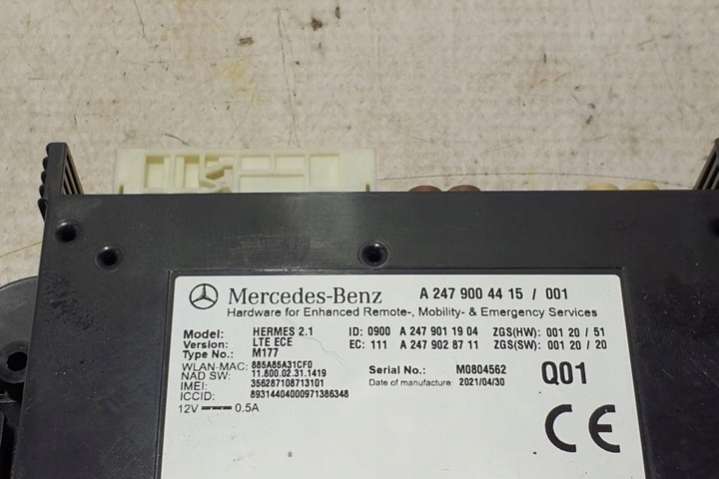 Mercedes-Benz A 247 900 44 15 / 001
Hardware for Enhanced Remote-, Mobility- & Emergency Services
Model: HERMES 2.1 ID: 0900 A 247 901 19 04 ZGS(HW): 001 20 / 51
Version: LTE ECE EC: 111 A 247 902 87 11 ZGS(SW): 001 20 / 20
Type No.: M177
WLAN-MAC: 885A85A31CF0 Serial No.: M0804562 Q01
NAD SW: 11.800.02.31.1419 Date of manufacture: 2021/04/30
IMEI: 356287108713101
ICCID: 89314404000971386348
12V 0.5A
CE